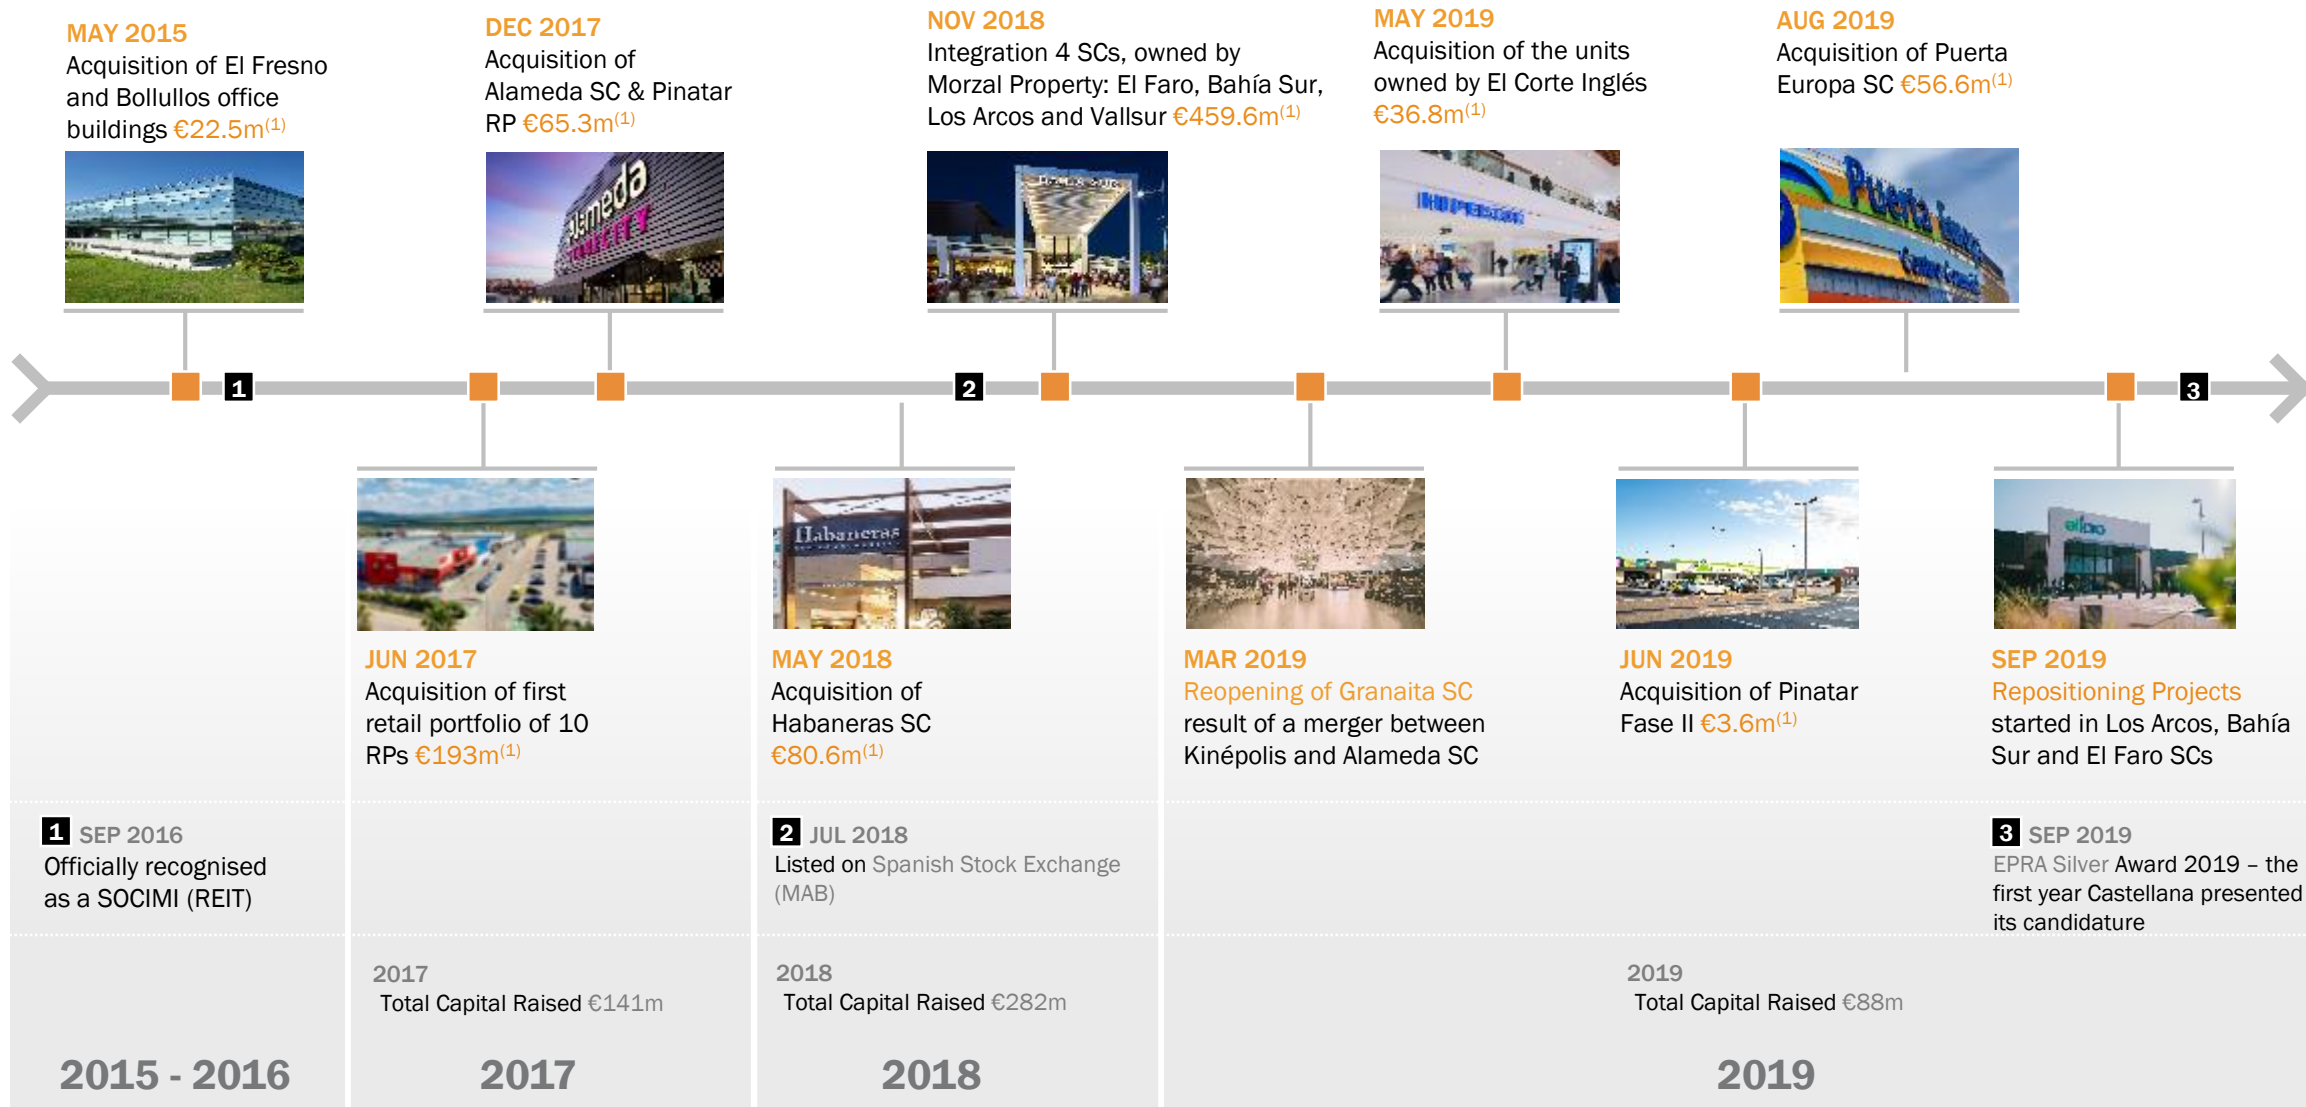 MAY 2015
Acquisition of El Fresno
and Bollullos office
buildings €22.5m(1)
DEC 2017
Acquisition of
Alameda SC & Pinatar
RP €65.3m(1)
NOV 2018
Integration 4 SCs, owned by
Morzal Property: El Faro, Bahía Sur,
Los Arcos and Vallsur €459.6m(1)
MAY 2019
Acquisition of the units
owned by El Corte Inglés
€36.8m(1)
AUG 2019
Acquisition of Puerta
Europa SC €56.6m(1)
alameda
Puerta Europa
1
2
3
Habaneras
JUN 2017
Acquisition of first
retail portfolio of 10
RPs €193m(1)
MAY 2018
Acquisition of
Habaneras SC
€80.6m(1)
MAR 2019
Reopening of Granaita SC
result of a merger between
Kinépolis and Alameda SC
JUN 2019
Acquisition of Pinatar
Fase II €3.6m(1)
SEP 2019
Repositioning Projects
started in Los Arcos, Bahía
Sur and El Faro SCs
1 SEP 2016
Officially recognised
as a SOCIMI (REIT)
2 JUL 2018
Listed on Spanish Stock Exchange
(MAB)
3 SEP 2019
EPRA Silver Award 2019 – the
first year Castellana presented
its candidature
2017
Total Capital Raised €141m
2018
Total Capital Raised €282m
2019
Total Capital Raised €88m
2015 - 2016
2017
2018
2019